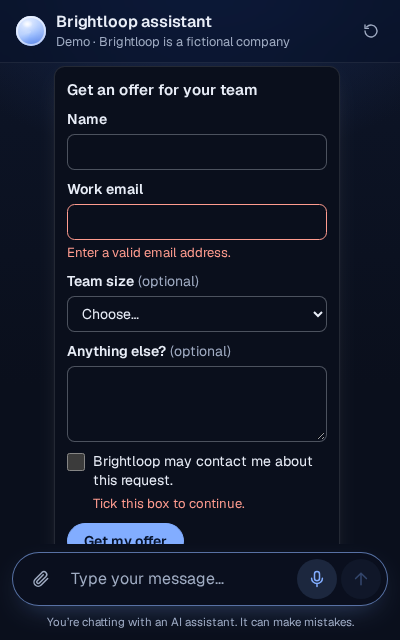 Brightloop assistant
Demo · Brightloop is a fictional company
Get an offer for your team
Name
Work email
Enter a valid email address.
Team size (optional)
Choose...
Anything else? (optional)
Brightloop may contact me about
this request.
Tick this box to continue.
Get my offer
Type your message...
You're chatting with an AI assistant. It can make mistakes.